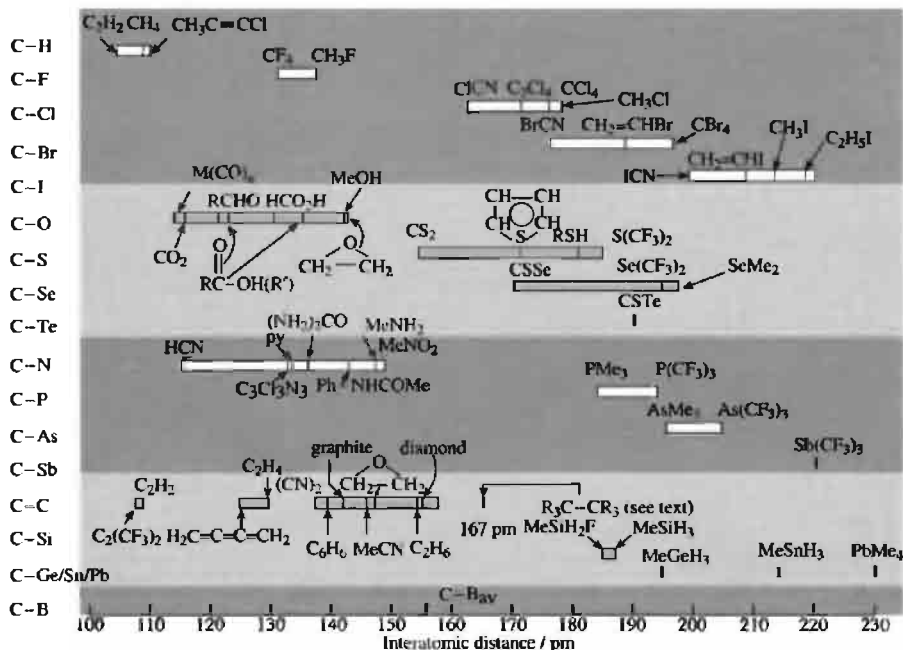 C₂H₂ CH₄ CH₃C≡CCl
C–H
CF₄ CH₃F
C–F
ClCN C₂Cl₄ CCl₄
CH₃Cl
C–Cl
BrCN CH₂=CHBr CBr₄ CH₃I C₂H₅I
C–Br
ICN CH₂=CHI
C–I
M(CO)ₙ MeOH
RCHO HCO₂H
C–O
CO₂ O RC–OH(R′)
O CH₂–CH₂
CS₂ CH–CH CH CH S RSH S(CF₃)₂
C–S
CSSe Se(CF₃)₂ SeMe₂
C–Se
CSTe
C–Te
HCN py (NH₂)₂CO MeNH₂
MeNO₂
C–N
C₃Cl₃N₃ Ph NHCOMe
PMe₃ P(CF₃)₃
C–P
AsMe₃ As(CF₃)₃
C–As
Sb(CF₃)₃
C–Sb
graphite O diamond
C₂H₂ C₂H₄ (CN)₂ CH₂–CH₂
C–C
R₃C–CR₃ (see text)
167 pm
C₂(CF₃)₂ H₂C=C=C=CH₂
MeSiH₂F MeSiH₃
C–Si
C₆H₆ MeCN C₂H₆
MeGeH₃ MeSnH₃ PbMe₄
C–Ge/Sn/Pb
C–Bav
C–B
100 110 120 130 140 150 160 170 180 190 200 210 220 230
Interatomic distance / pm